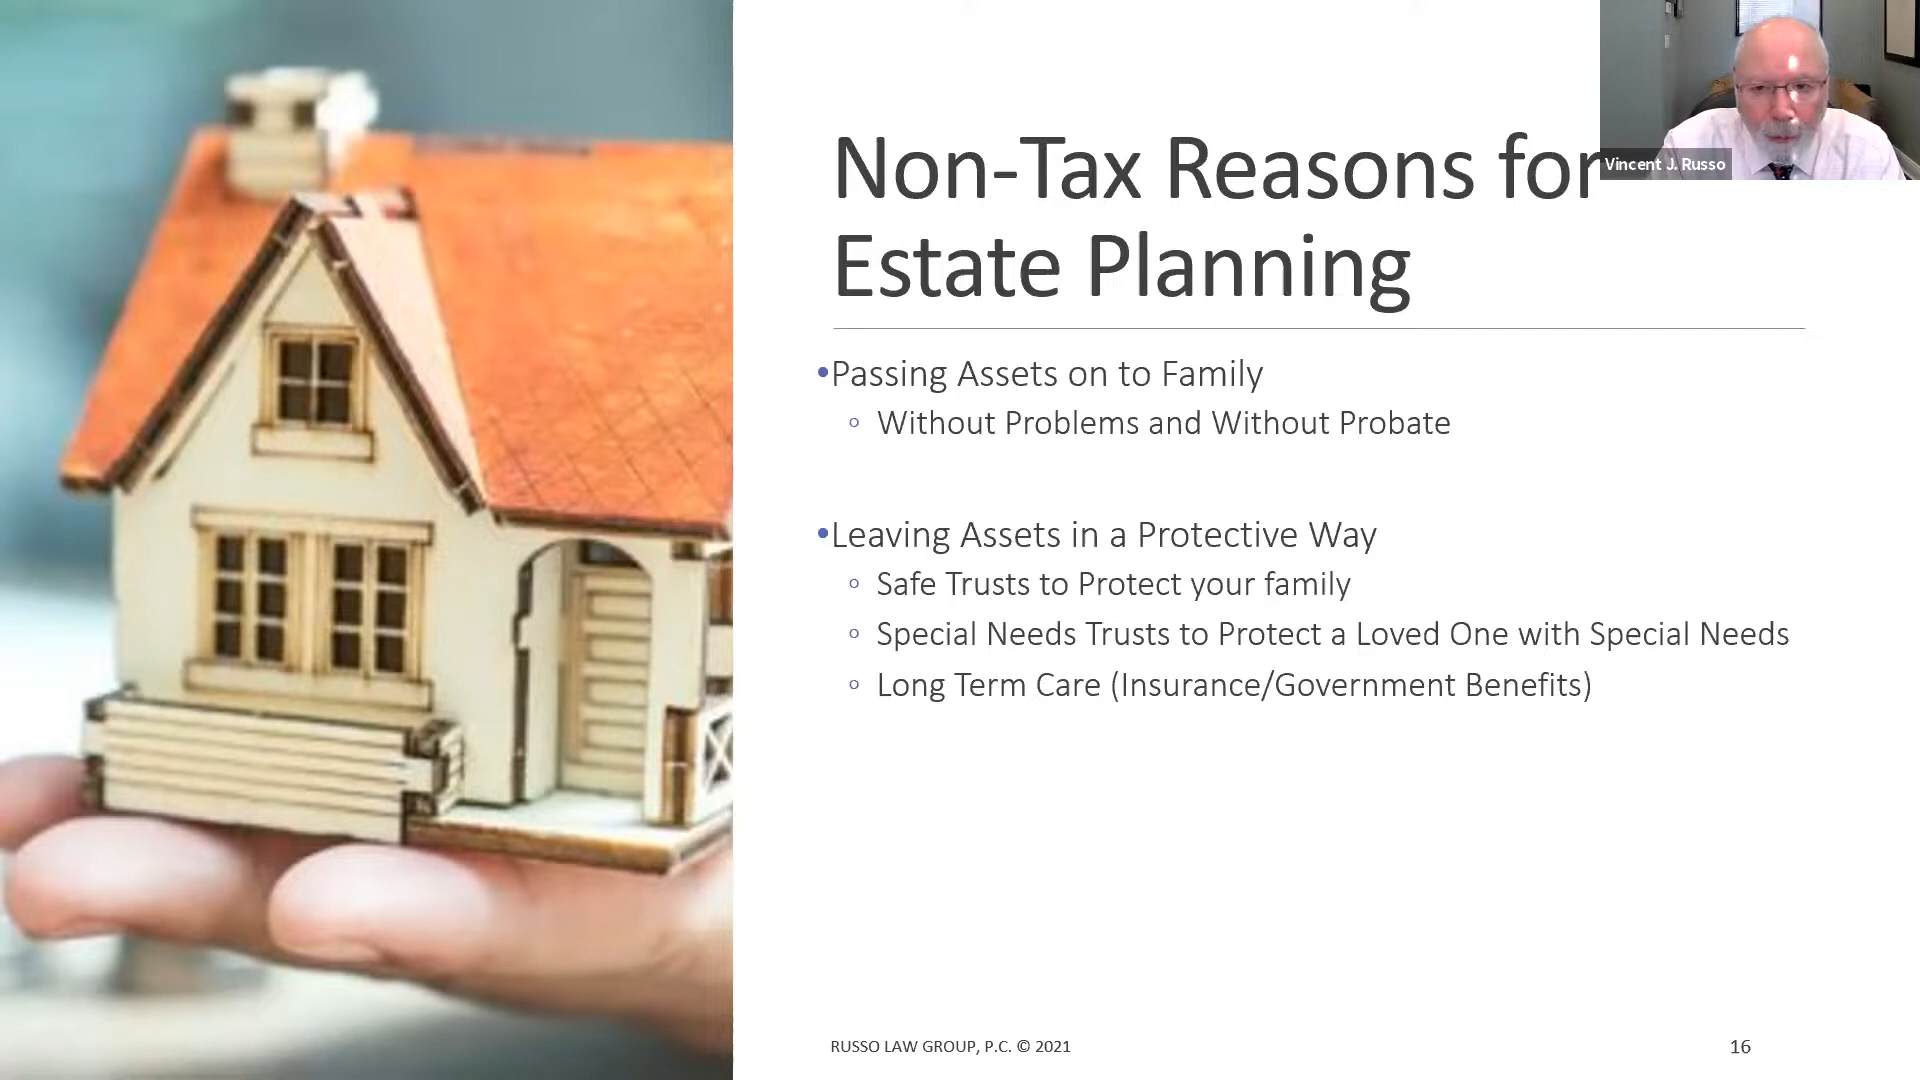 Non-Tax Reasons for
Estate Planning
Vincent J. Russo
•Passing Assets on to Family
◦ Without Problems and Without Probate
•Leaving Assets in a Protective Way
◦ Safe Trusts to Protect your family
◦ Special Needs Trusts to Protect a Loved One with Special Needs
◦ Long Term Care (Insurance/Government Benefits)
RUSSO LAW GROUP, P.C. © 2021
16